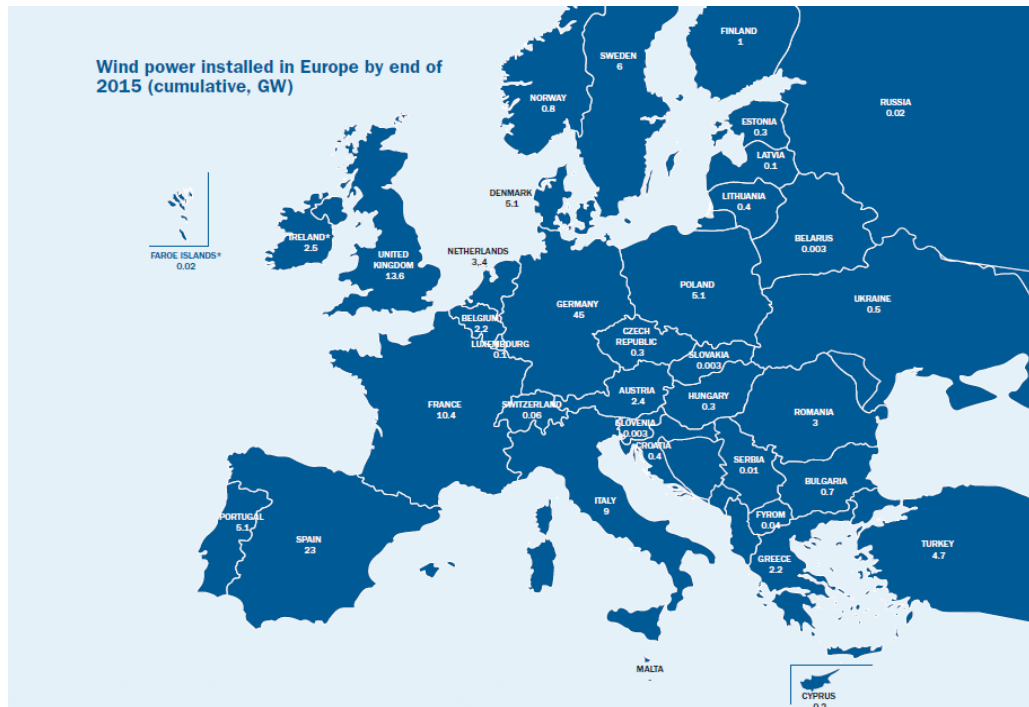 Wind power installed in Europe by end of
2015 (cumulative, GW)
FINLAND
1
SWEDEN
6
NORWAY
0.8
RUSSIA
0.02
ESTONIA
0.3
LATVIA
0.1
LITHUANIA
0.4
DENMARK
5.1
BELARUS
0.003
FAROE ISLANDS*
0.02
IRELAND*
2.5
UNITED
KINGDOM
13.6
NETHERLANDS
3,.4
POLAND
5.1
GERMANY
45
UKRAINE
0.5
BELGIUM
2.2
LUXEMBOURG
0.1
CZECH
REPUBLIC
0.3
SLOVAKIA
0.003
AUSTRIA
2.4
HUNGARY
0.3
FRANCE
10.4
SWITZERLAND
0.06
ROMANIA
3
SLOVENIA
0.003
CROATIA
0.4
SERBIA
0.01
BULGARIA
0.7
ITALY
9
FYROM
0.04
PORTUGAL
5.1
SPAIN
23
GREECE
2.2
TURKEY
4.7
MALTA
-
CYPRUS